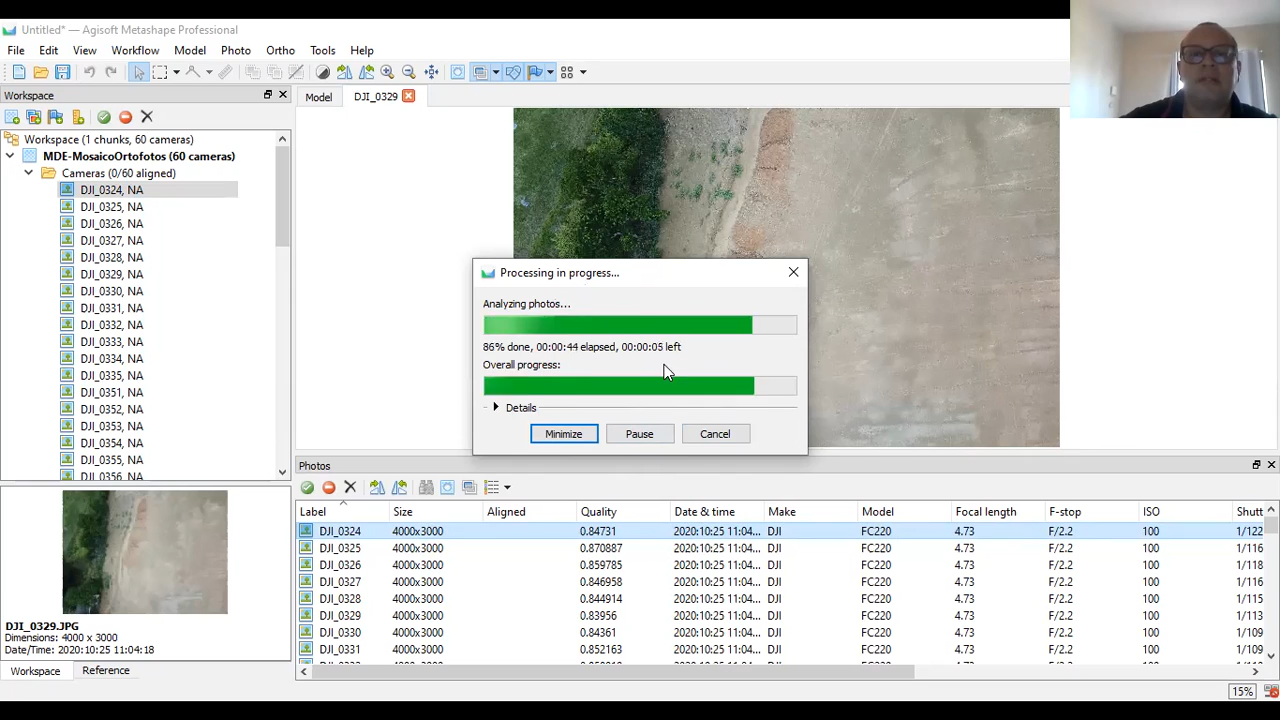 Untitled* — Agisoft Metashape Professional
File Edit View Workflow Model Photo Ortho Tools Help
Workspace
Model DJI_0329
Workspace (1 chunks, 60 cameras)
MDE-MosaicoOrtofotos (60 cameras)
Cameras (0/60 aligned)
DJI_0324, NA
DJI_0325, NA
DJI_0326, NA
DJI_0327, NA
DJI_0328, NA
DJI_0329, NA
DJI_0330, NA
DJI_0331, NA
DJI_0332, NA
DJI_0333, NA
DJI_0334, NA
DJI_0335, NA
DJI_0351, NA
DJI_0352, NA
DJI_0353, NA
DJI_0354, NA
DJI_0355, NA
DJI_0356, NA
Processing in progress...
Analyzing photos...
86% done, 00:00:44 elapsed, 00:00:05 left
Overall progress:
Details
Minimize Pause Cancel
Photos
Label Size Aligned Quality Date & time Make Model Focal length F-stop ISO Shutt
DJI_0324 4000x3000 0.84731 2020:10:25 11:04... DJI FC220 4.73 F/2.2 100 1/122
DJI_0325 4000x3000 0.870887 2020:10:25 11:04... DJI FC220 4.73 F/2.2 100 1/116
DJI_0326 4000x3000 0.859785 2020:10:25 11:04... DJI FC220 4.73 F/2.2 100 1/118
DJI_0327 4000x3000 0.846958 2020:10:25 11:04... DJI FC220 4.73 F/2.2 100 1/116
DJI_0328 4000x3000 0.844914 2020:10:25 11:04... DJI FC220 4.73 F/2.2 100 1/115
DJI_0329 4000x3000 0.83956 2020:10:25 11:04... DJI FC220 4.73 F/2.2 100 1/113
DJI_0330 4000x3000 0.84361 2020:10:25 11:04... DJI FC220 4.73 F/2.2 100 1/109
DJI_0331 4000x3000 0.852163 2020:10:25 11:04... DJI FC220 4.73 F/2.2 100 1/109
DJI_0329.JPG
Dimensions: 4000 x 3000
Date/Time: 2020:10:25 11:04:18
Workspace Reference
15%